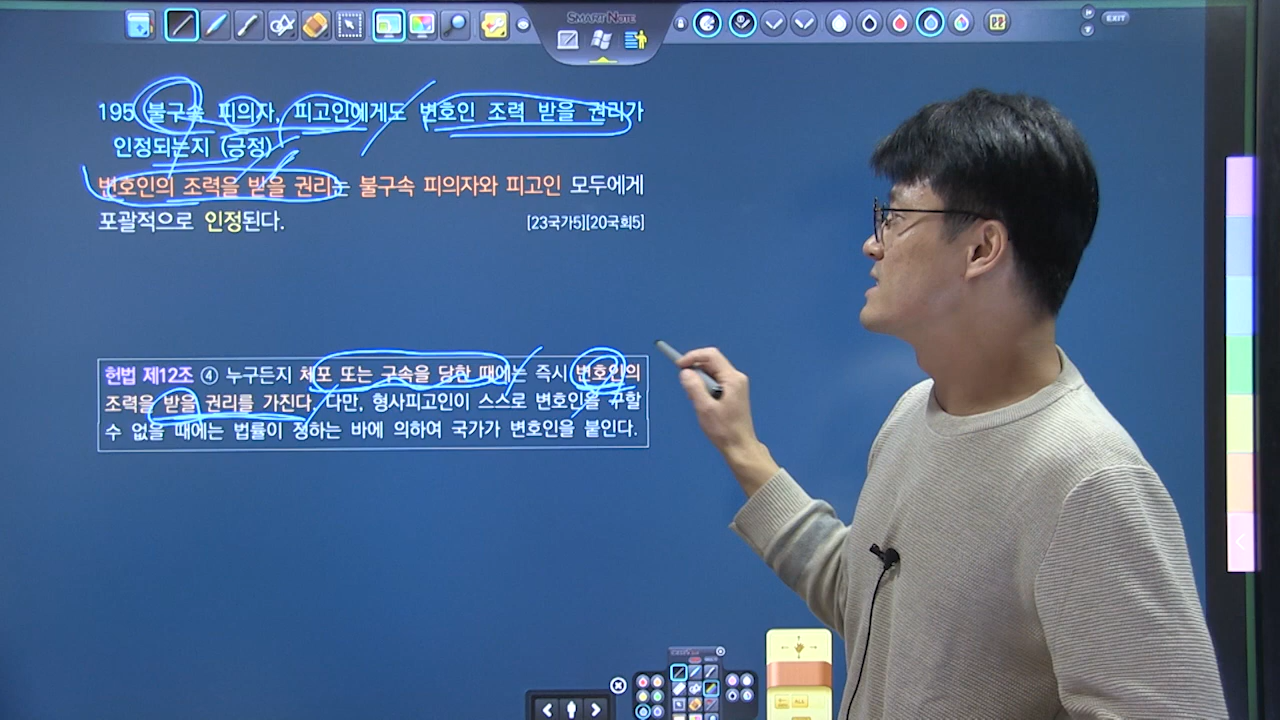 SMART NOTE
EXIT
195 불구속 피의자, 피고인에게도 변호인 조력 받을 권리가
인정되는지 (긍정)
변호인의 조력을 받을 권리는 불구속 피의자와 피고인 모두에게
포괄적으로 인정된다. [23국가5][20국회5]
헌법 제12조 ④ 누구든지 체포 또는 구속을 당한 때에는 즉시 변호인의
조력을 받을 권리를 가진다. 다만, 형사피고인이 스스로 변호인을 구할
수 없을 때에는 법률이 정하는 바에 의하여 국가가 변호인을 붙인다.
ALL